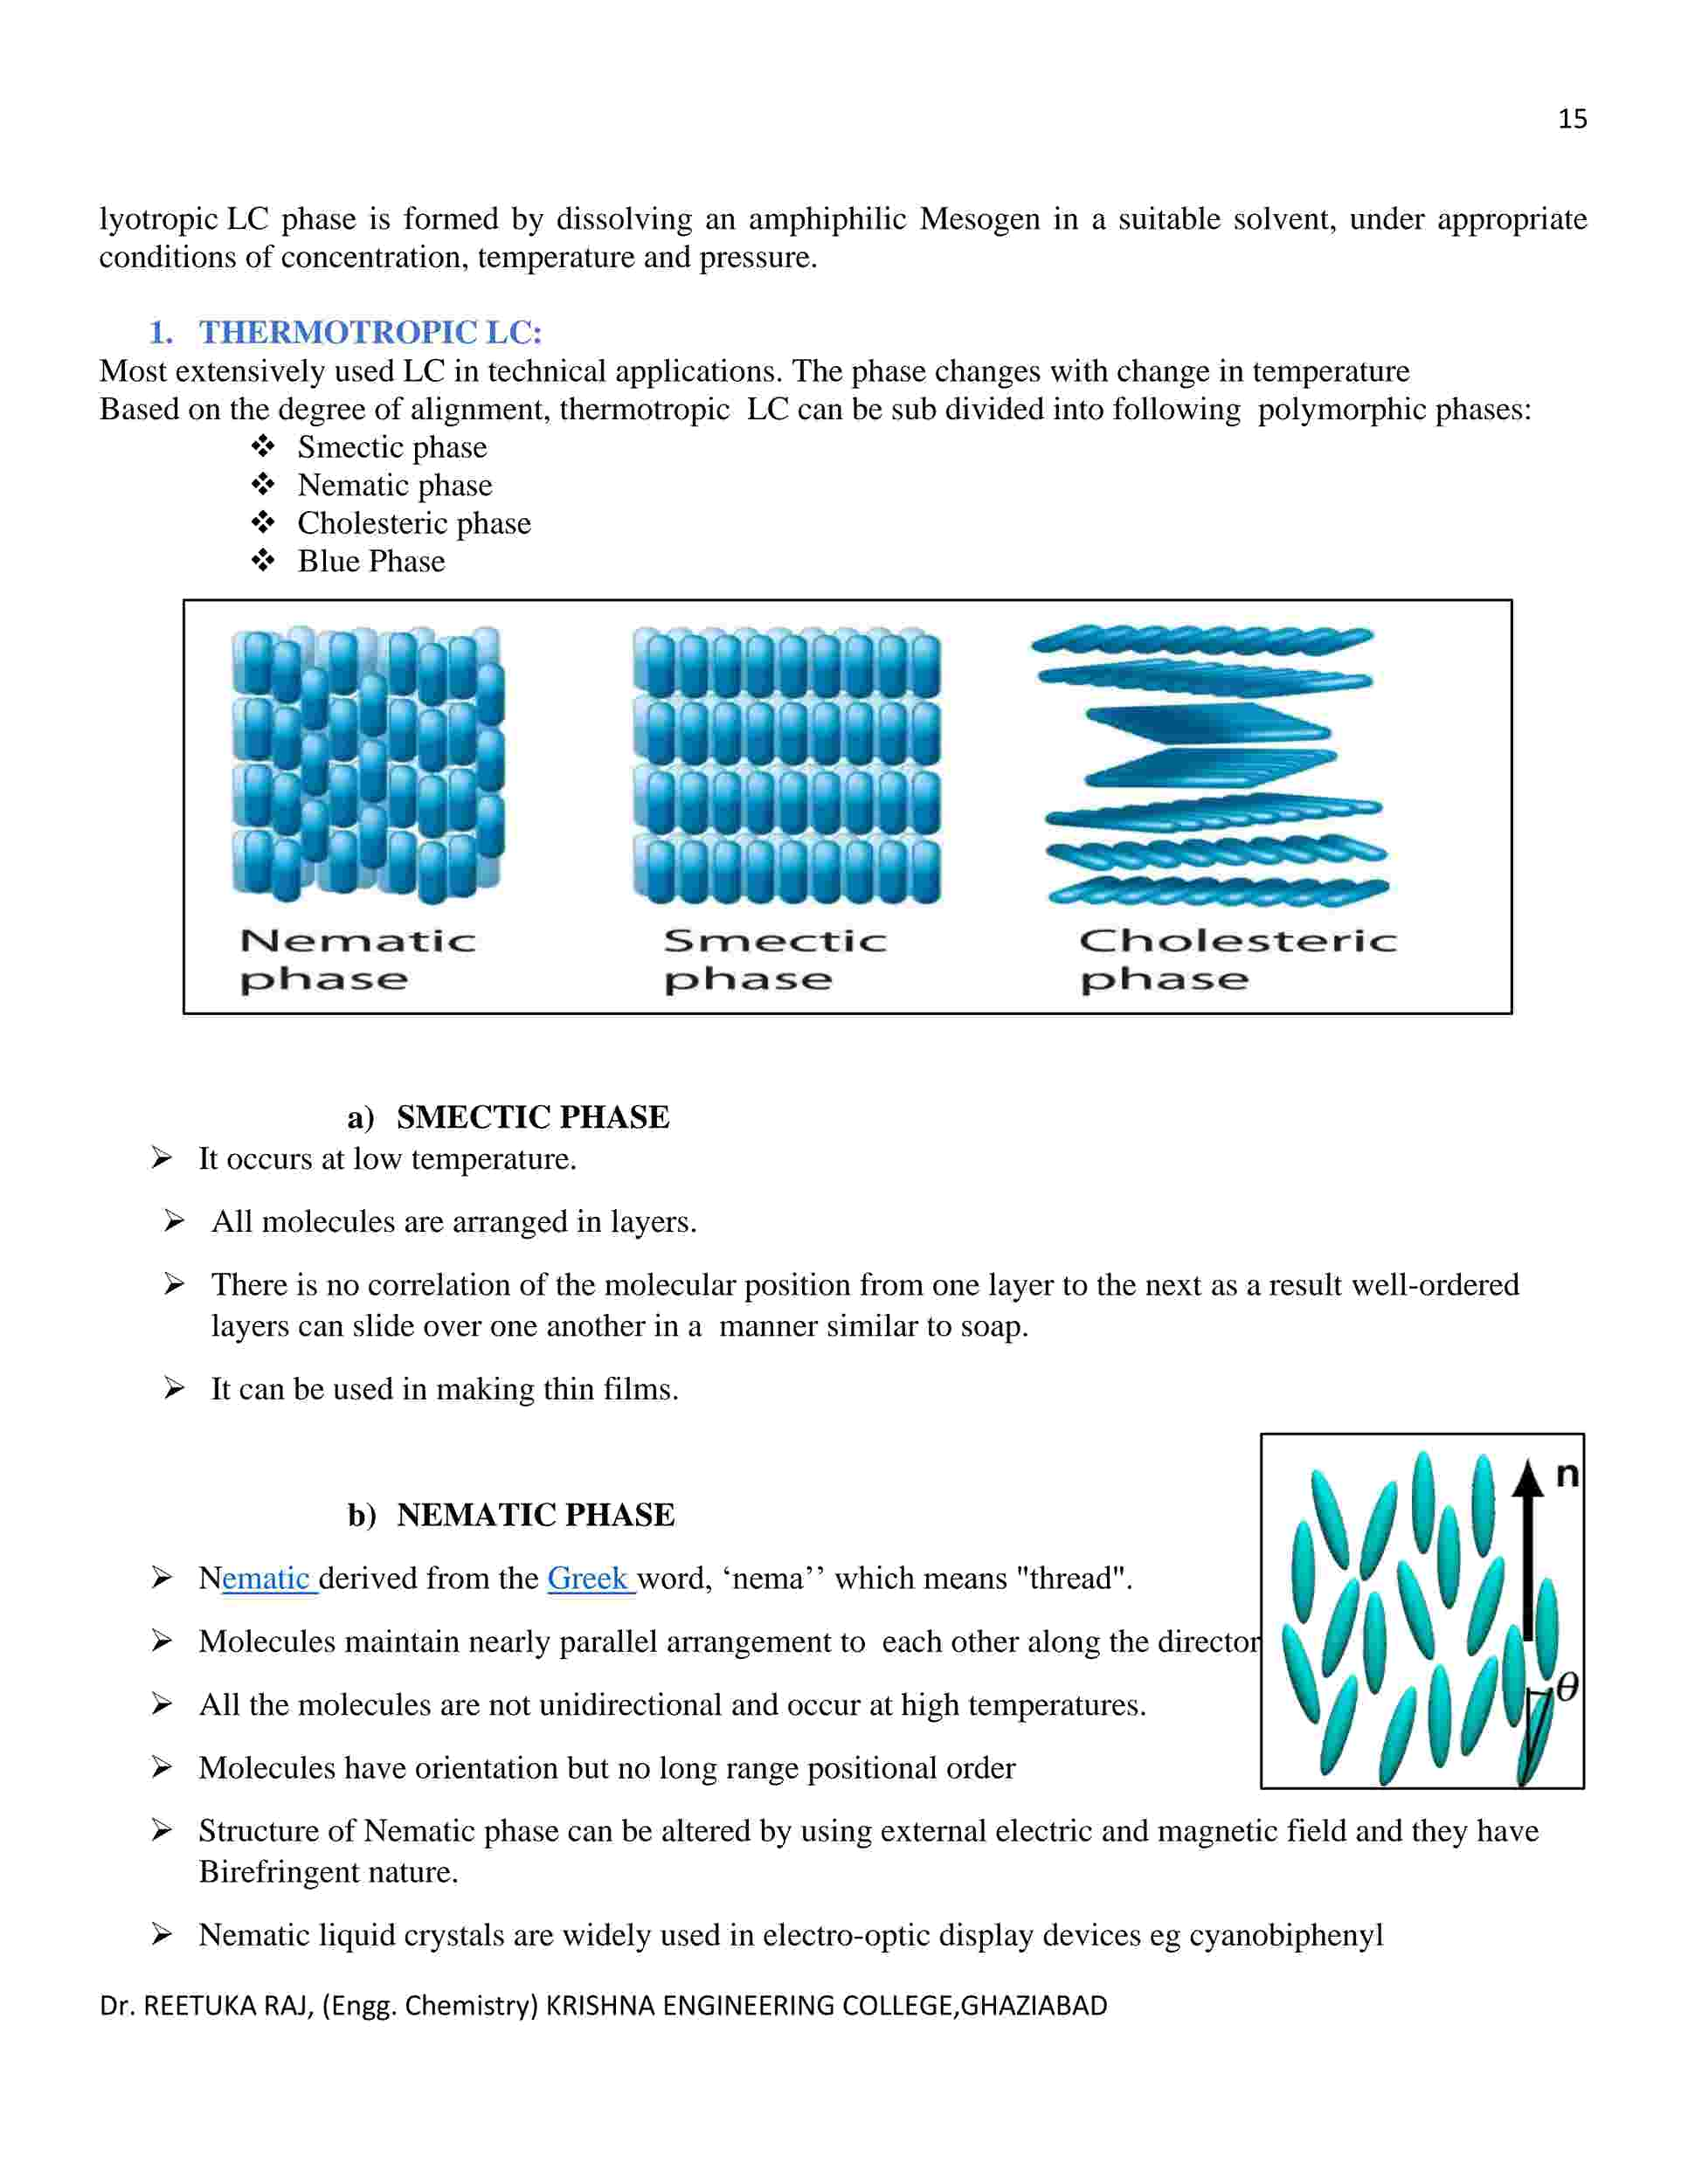 15
lyotropic LC phase is formed by dissolving an amphiphilic Mesogen in a suitable solvent, under appropriate
conditions of concentration, temperature and pressure.
1. THERMOTROPIC LC:
Most extensively used LC in technical applications. The phase changes with change in temperature
Based on the degree of alignment, thermotropic LC can be sub divided into following polymorphic phases:
❖ Smectic phase
❖ Nematic phase
❖ Cholesteric phase
❖ Blue Phase
Nematic phase
Smectic phase
Cholesteric phase
a) SMECTIC PHASE
➢ It occurs at low temperature.
➢ All molecules are arranged in layers.
➢ There is no correlation of the molecular position from one layer to the next as a result well-ordered
layers can slide over one another in a manner similar to soap.
➢ It can be used in making thin films.
n
b) NEMATIC PHASE
➢ Nematic derived from the Greek word, ‘nema’’ which means "thread".
➢ Molecules maintain nearly parallel arrangement to each other along the director
θ
➢ All the molecules are not unidirectional and occur at high temperatures.
➢ Molecules have orientation but no long range positional order
➢ Structure of Nematic phase can be altered by using external electric and magnetic field and they have
Birefringent nature.
➢ Nematic liquid crystals are widely used in electro-optic display devices eg cyanobiphenyl
Dr. REETUKA RAJ, (Engg. Chemistry) KRISHNA ENGINEERING COLLEGE,GHAZIABAD